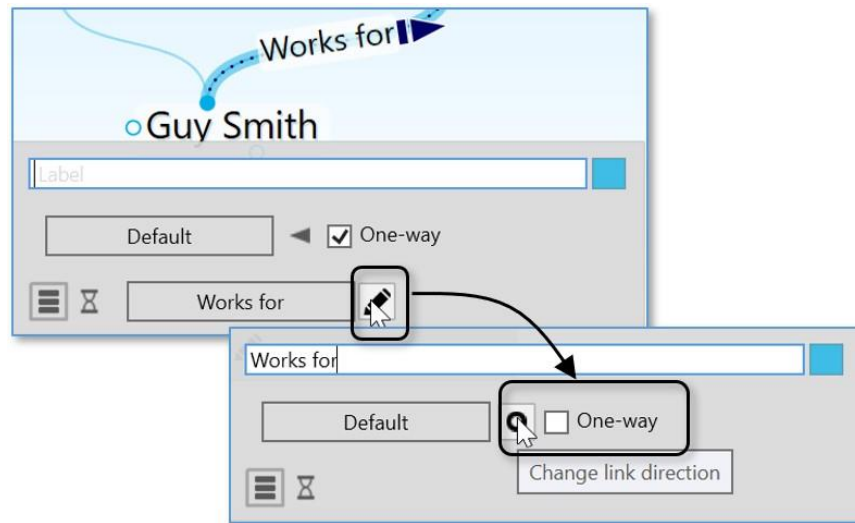 Works for
Guy Smith
Label
Default
One-way
Works for
Works for
Default
One-way
Change link direction